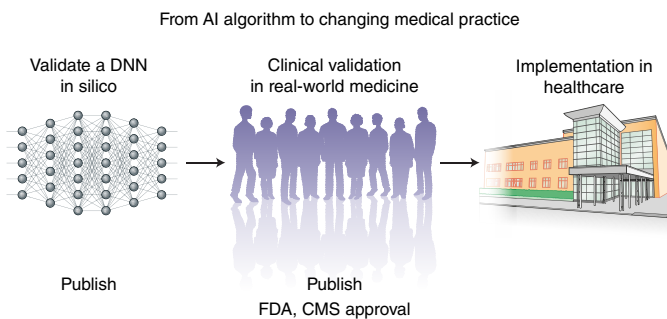 From AI algorithm to changing medical practice
Validate a DNN
in silico
Clinical validation
in real-world medicine
Implementation in
healthcare
Publish
Publish
FDA, CMS approval